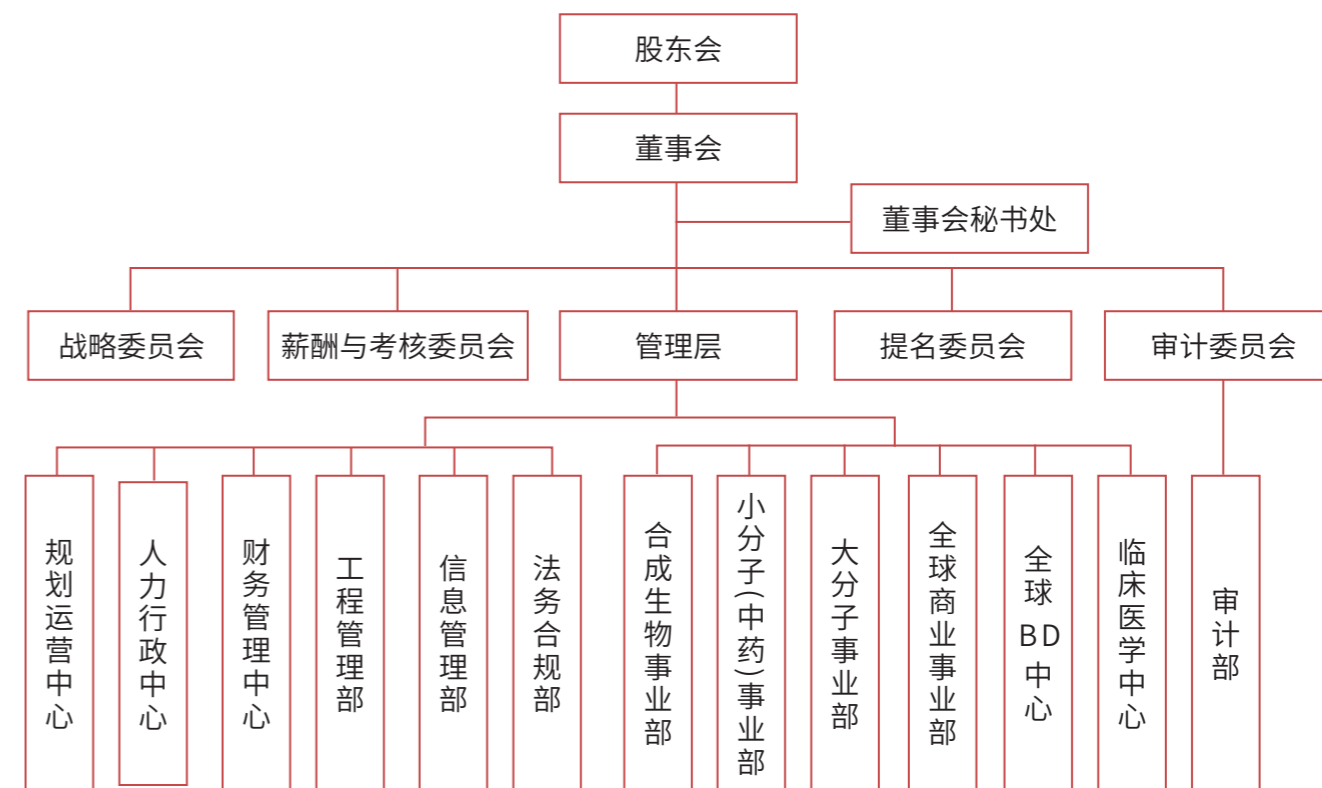 股东会
董事会
董事会秘书处
战略委员会
薪酬与考核委员会
管理层
提名委员会
审计委员会
规划运营中心
人力行政中心
财务管理中心
工程管理部
信息管理部
法务合规部
合成生物事业部
小分子(中药)事业部
大分子事业部
全球商业事业部
全球BD中心
临床医学中心
审计部